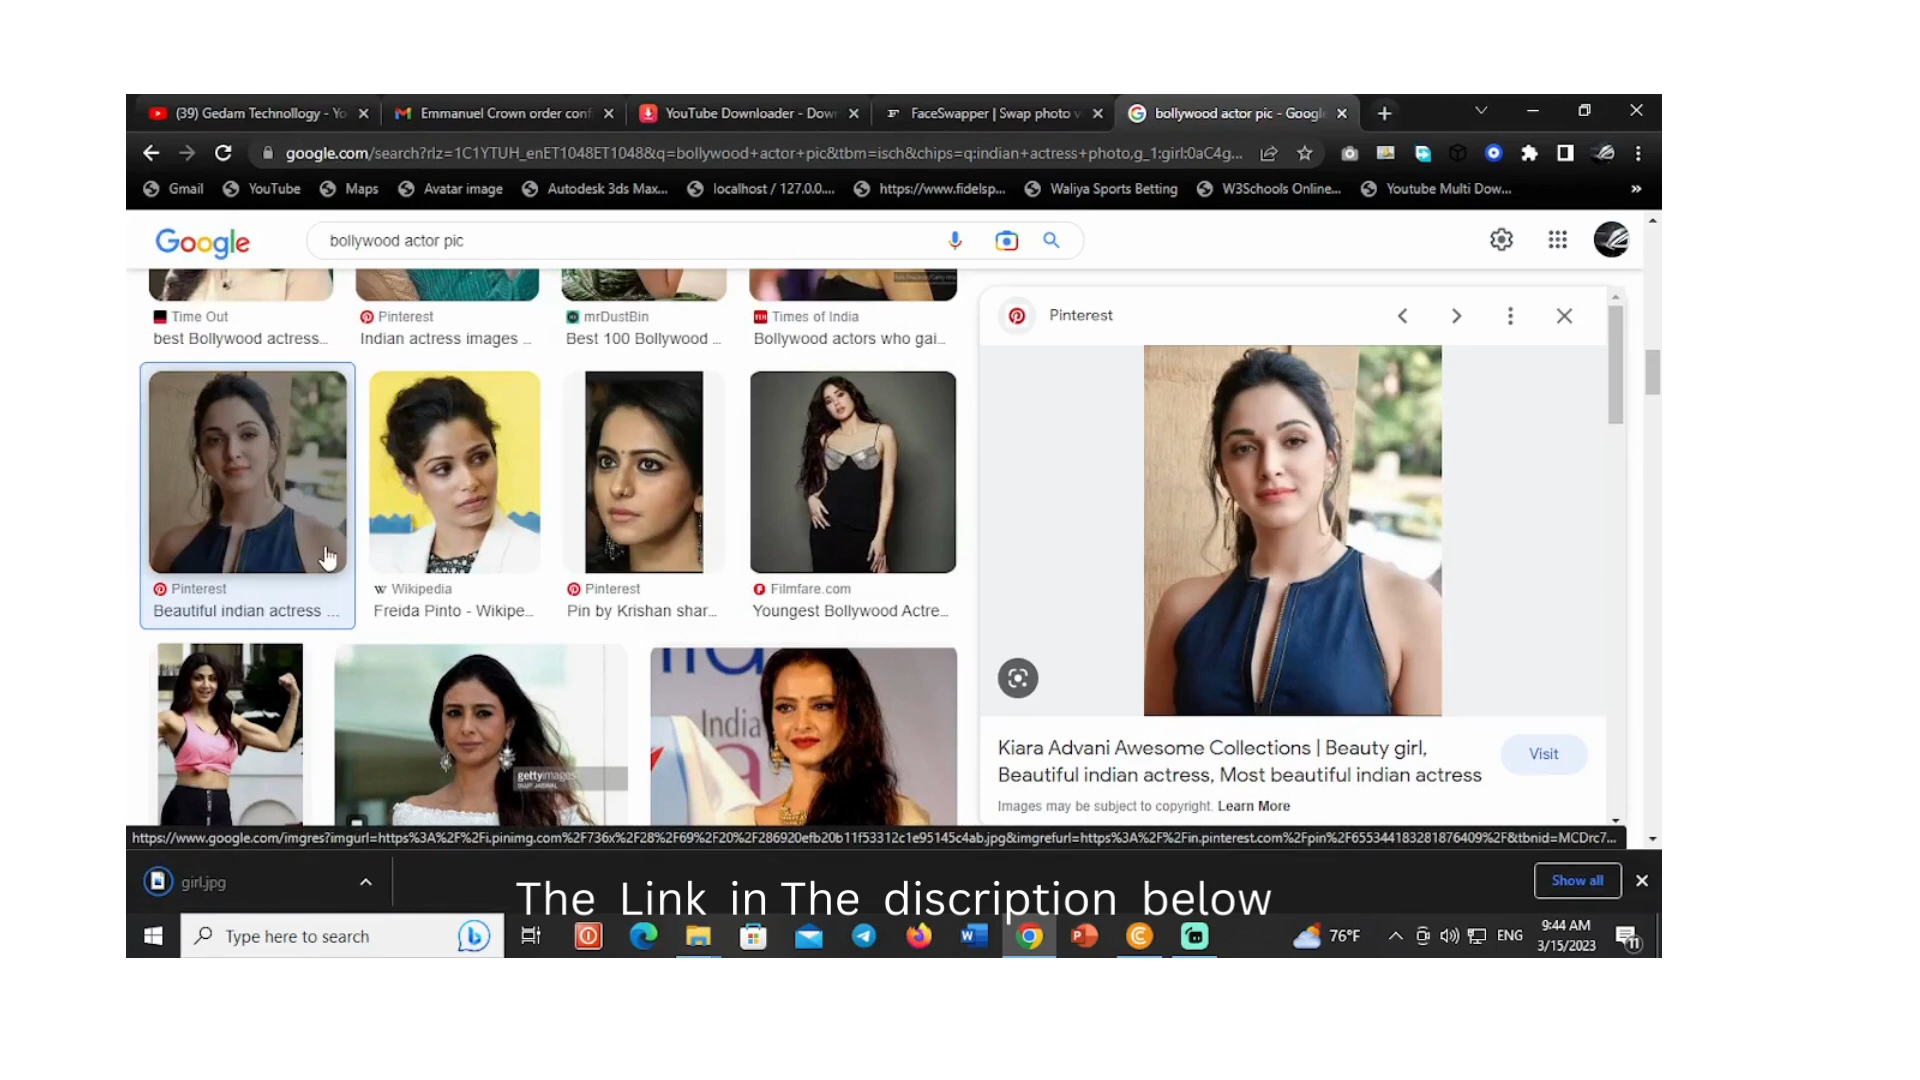 (39) Gedam Technollogy - Yo
Emmanuel Crown order conf
YouTube Downloader - Down
FaceSwapper | Swap photo v
bollywood actor pic - Google
google.com/search?rlz=1C1YTUH_enET1048ET1048&q=bollywood+actor+pic&tbm=isch&chips=q:indian+actress+photo,g_1:girl:0aC4g...
Gmail
YouTube
Maps
Avatar image
Autodesk 3ds Max...
localhost / 127.0.0....
https://www.fidelsp...
Waliya Sports Betting
W3Schools Online...
Youtube Multi Dow...
»
Google
bollywood actor pic
Time Out
best Bollywood actress...
Pinterest
Indian actress images ...
mrDustBin
Best 100 Bollywood ...
Times of India
Bollywood actors who gai...
Pinterest
Pinterest
Beautiful indian actress ...
W Wikipedia
Freida Pinto - Wikipe...
Pinterest
Pin by Krishan shar...
Filmfare.com
Youngest Bollywood Actre...
India
gettyimages
Kiara Advani Awesome Collections | Beauty girl,
Beautiful indian actress, Most beautiful indian actress
Visit
Images may be subject to copyright. Learn More
https://www.google.com/imgres?imgurl=https%3A%2F%2Fi.pinimg.com%2F736x%2F28%2F69%2F20%2F286920efb20b11f53312c1e95145c4ab.jpg&imgrefurl=https%3A%2F%2Fin.pinterest.com%2Fpin%2F655344183281876409%2F&tbnid=MCDrc7...
girl.jpg
Show all
The Link in The discription below
Type here to search
76°F
ENG
9:44 AM
3/15/2023
11